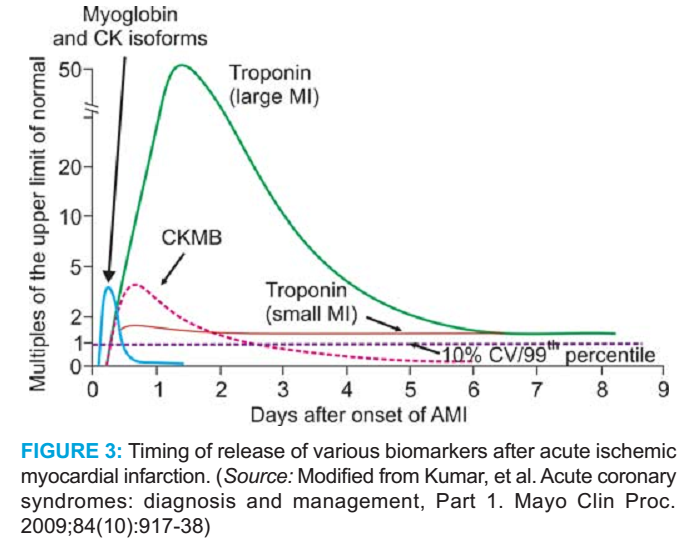 Myoglobin
and CK isoforms
Multiples of the upper limit of normal
50
20
10
5
2
1
0
Troponin
(large MI)
CKMB
Troponin
(small MI)
10% CV/99th percentile
0 1 2 3 4 5 6 7 8 9
Days after onset of AMI
FIGURE 3: Timing of release of various biomarkers after acute ischemic
myocardial infarction. (Source: Modified from Kumar, et al. Acute coronary
syndromes: diagnosis and management, Part 1. Mayo Clin Proc.
2009;84(10):917-38)